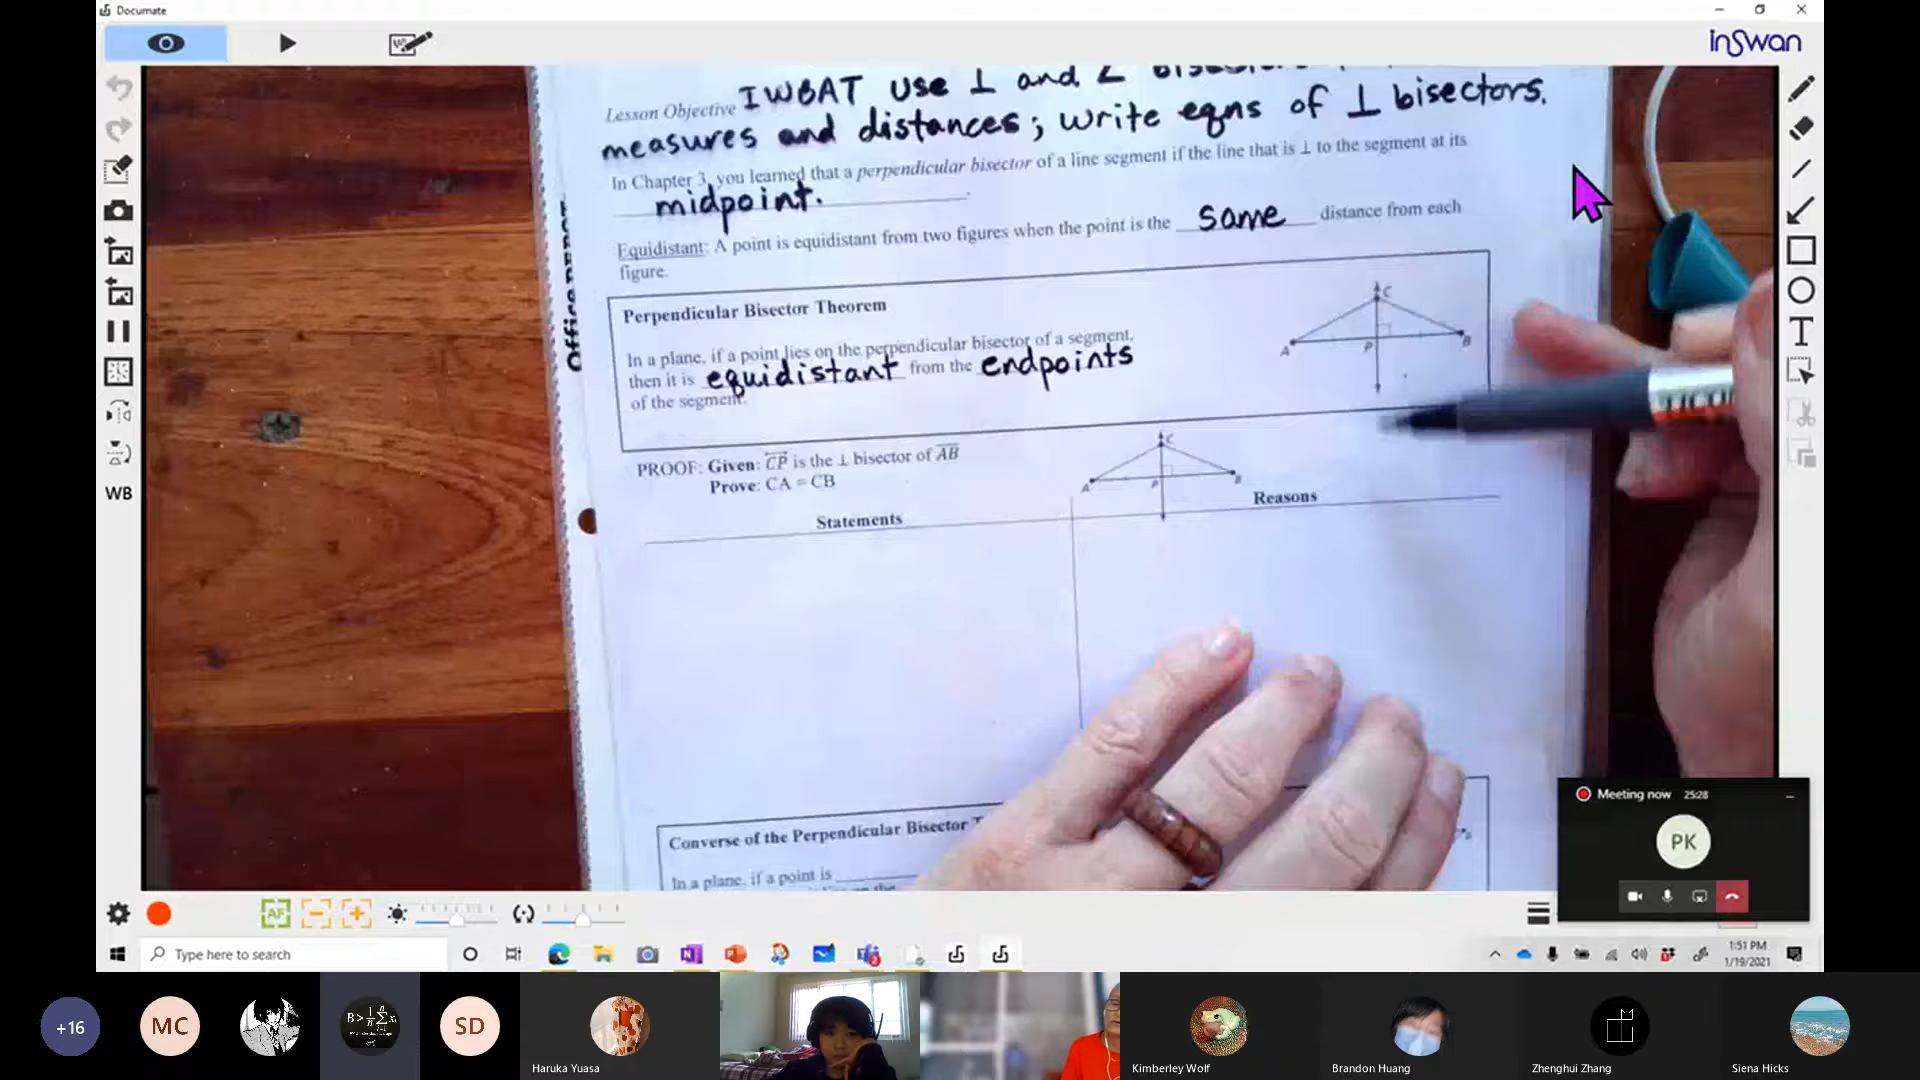 Documate
inSwan
Lesson Objective IWBAT use ⊥ and ∠
measures and distances; write eqns of ⊥ bisectors.
In Chapter 3, you learned that a perpendicular bisector of a line segment if the line that is ⊥ to the segment at its
midpoint.
Equidistant: A point is equidistant from two figures when the point is the same distance from each
figure.
Office DEPOT
Perpendicular Bisector Theorem
In a plane, if a point lies on the perpendicular bisector of a segment,
then it is equidistant from the endpoints
of the segment.
C
A P B
PROOF: Given: CP is the ⊥ bisector of AB
Prove: CA = CB
C
A P B
Statements Reasons
Converse of the Perpendicular Bisector
In a plane, if a point is
WB
T
AF
Meeting now 25:28
PK
Type here to search
1:51 PM
1/19/2021
+16
MC
SD
Haruka Yuasa
Kimberley Wolf
Brandon Huang
Zhenghui Zhang
Siena Hicks